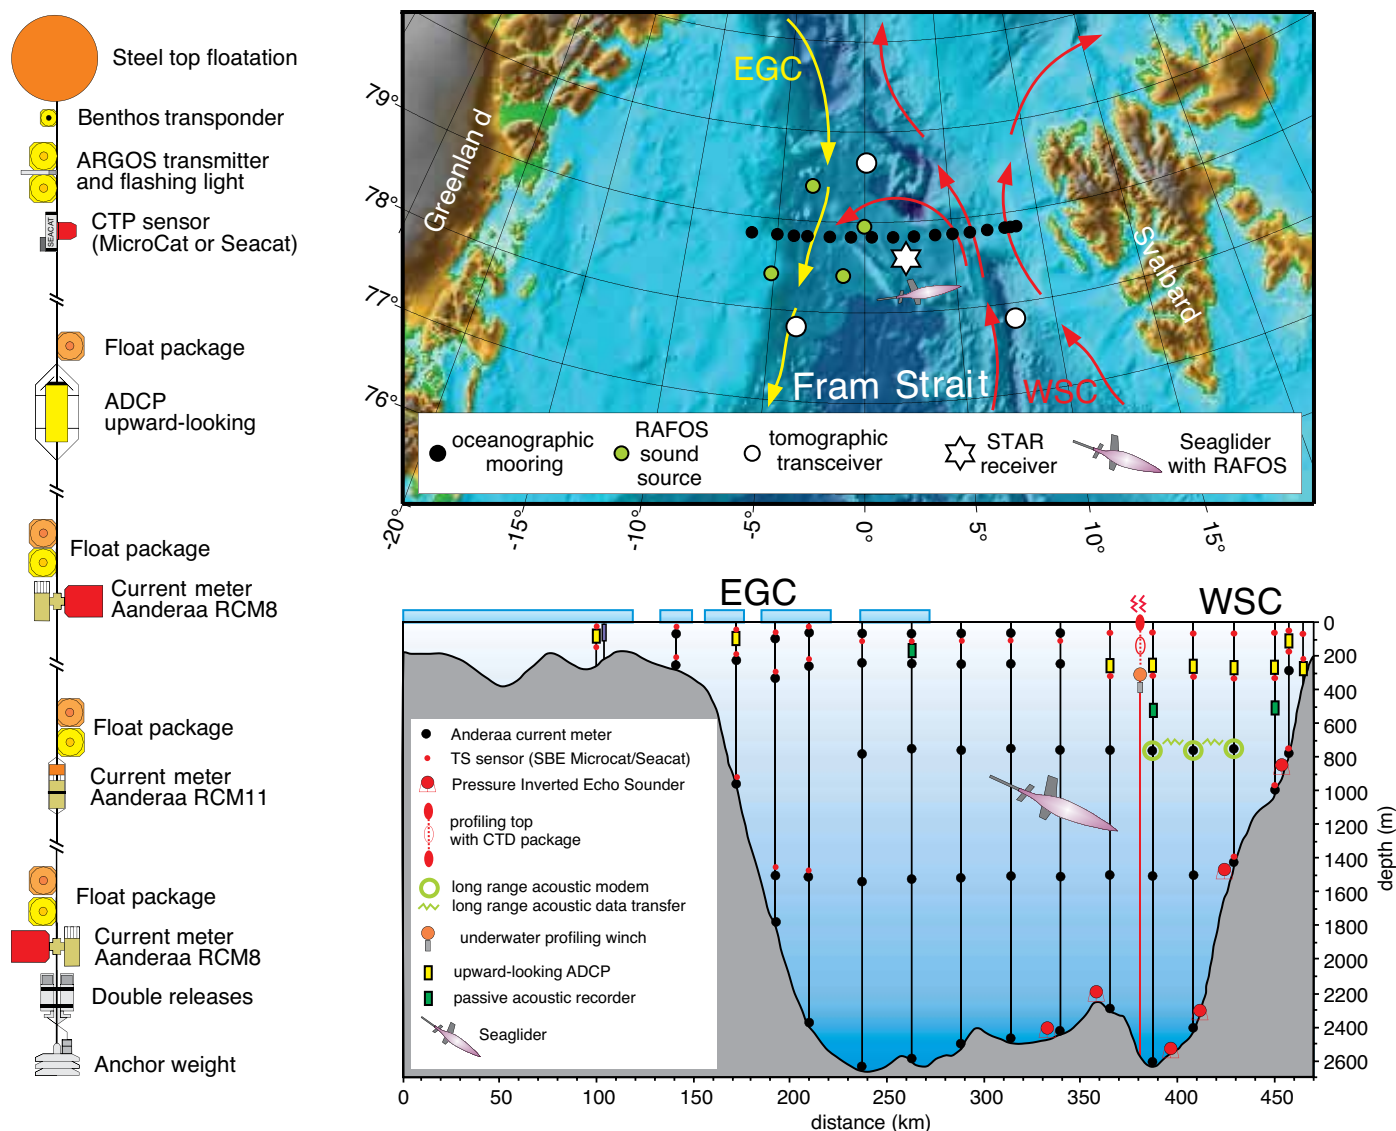 Steel top floatation
Benthos transponder
ARGOS transmitter
and flashing light
SEACAT
CTP sensor
(MicroCat or Seacat)
Float package
ADCP
upward-looking
Float package
Current meter
Aanderaa RCM8
Float package
Current meter
Aanderaa RCM11
Float package
Current meter
Aanderaa RCM8
Double releases
Anchor weight
79°
78°
77°
76°
Greenland
EGC
Svalbard
Fram Strait
WSC
oceanographic
mooring
RAFOS
sound
source
tomographic
transceiver
STAR
receiver
Seaglider
with RAFOS
-20°
-15°
-10°
-5°
0°
5°
10°
15°
EGC
WSC
Anderaa current meter
TS sensor (SBE Microcat/Seacat)
Pressure Inverted Echo Sounder
profiling top
with CTD package
long range acoustic modem
long range acoustic data transfer
underwater profiling winch
upward-looking ADCP
passive acoustic recorder
Seaglider
0
200
400
600
800
1000
1200
1400
1600
1800
2000
2200
2400
2600
depth (m)
0
50
100
150
200
250
300
350
400
450
distance (km)